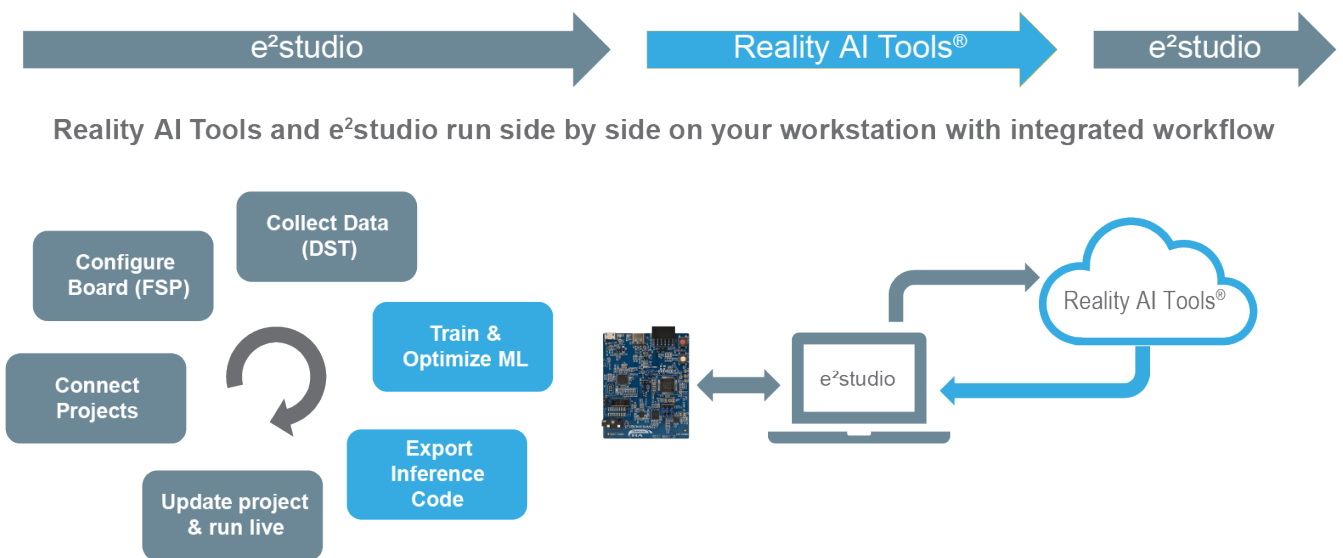 e²studio
Reality AI Tools®
e²studio
Reality AI Tools and e²studio run side by side on your workstation with integrated workflow
Collect Data
(DST)
Configure
Board (FSP)
Train &
Optimize ML
Connect
Projects
Export
Inference
Code
Update project
& run live
e²studio
Reality AI Tools®